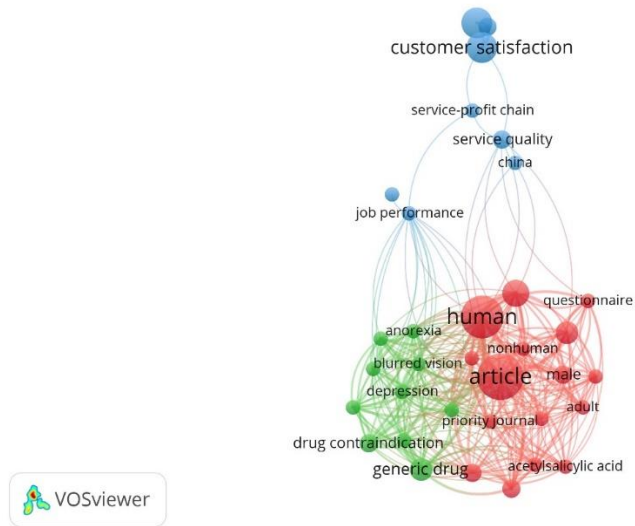 customer satisfaction
service-profit chain
service quality
china
job performance
questionnaire
human
anorexia
nonhuman
blurred vision
article
male
depression
adult
priority journal
drug contraindication
generic drug
acetylsalicylic acid
VOSviewer